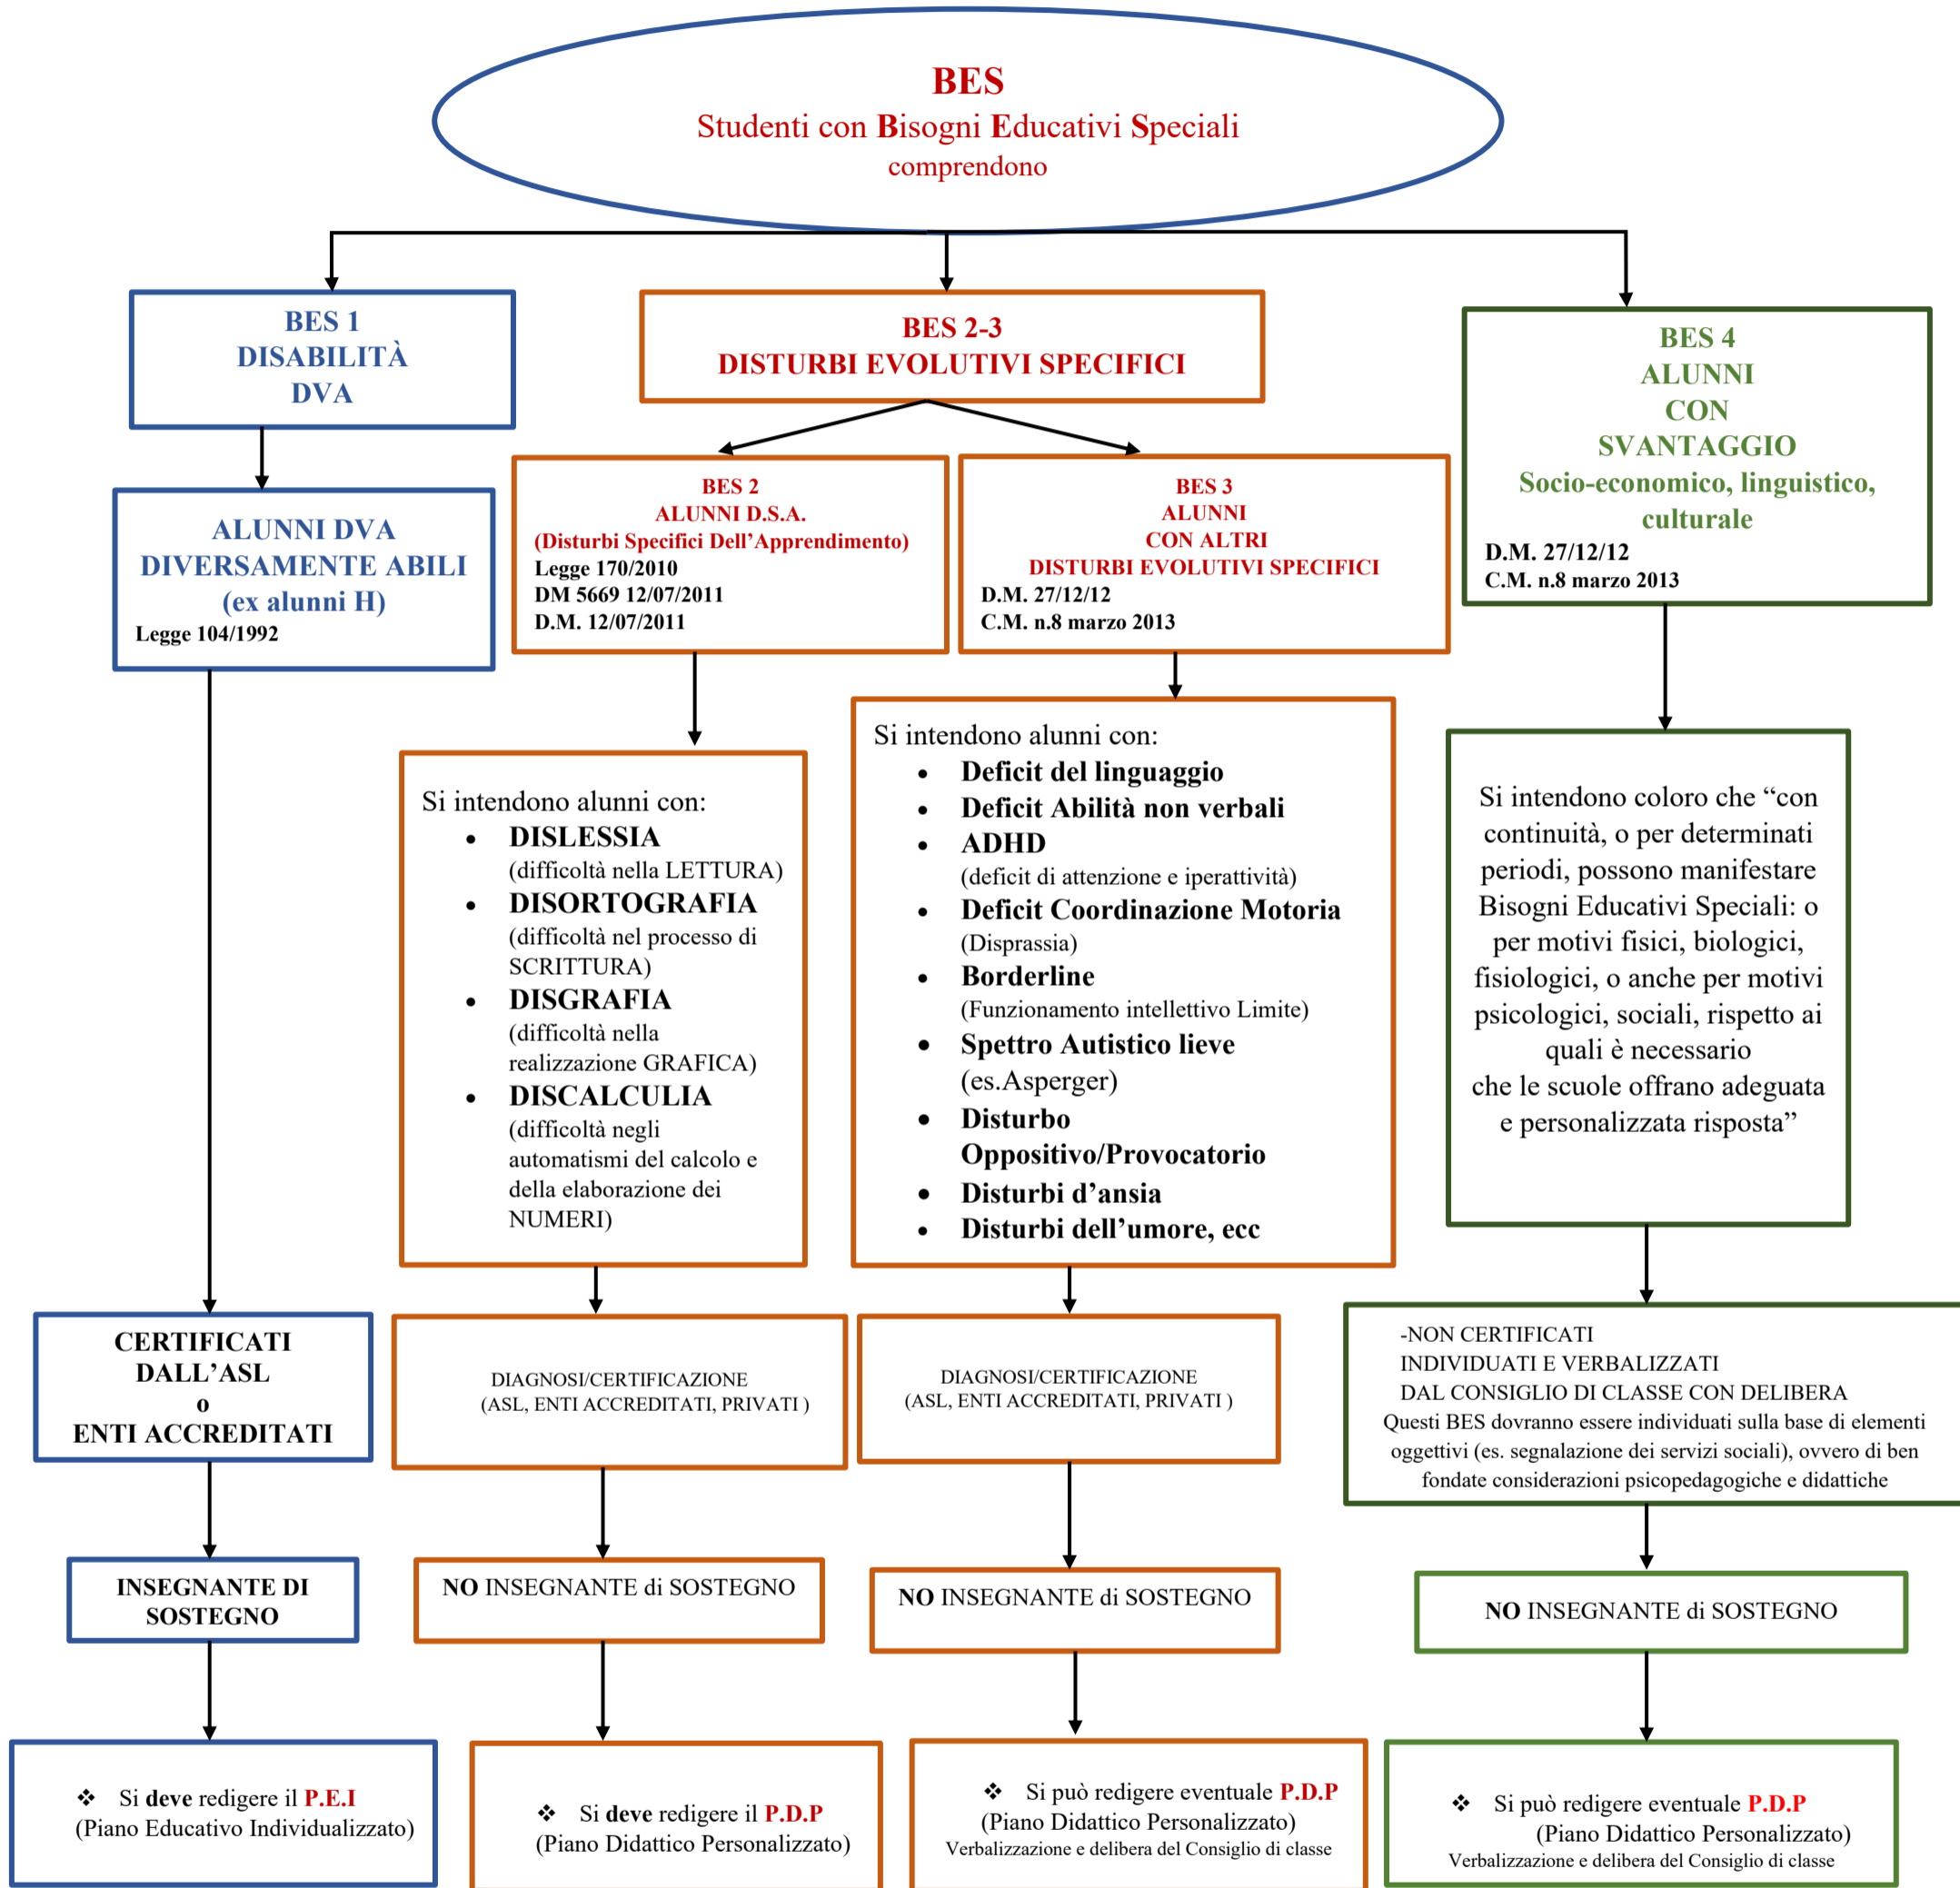 BES
Studenti con Bisogni Educativi Speciali
comprendono
BES 1
DISABILITÀ
DVA
BES 2-3
DISTURBI EVOLUTIVI SPECIFICI
BES 4
ALUNNI
CON
SVANTAGGIO
Socio-economico, linguistico,
culturale
D.M. 27/12/12
C.M. n.8 marzo 2013
ALUNNI DVA
DIVERSAMENTE ABILI
(ex alunni H)
Legge 104/1992
BES 2
ALUNNI D.S.A.
(Disturbi Specifici Dell’Apprendimento)
Legge 170/2010
DM 5669 12/07/2011
D.M. 12/07/2011
BES 3
ALUNNI
CON ALTRI
DISTURBI EVOLUTIVI SPECIFICI
D.M. 27/12/12
C.M. n.8 marzo 2013
Si intendono alunni con:
• DISLESSIA
(difficoltà nella LETTURA)
• DISORTOGRAFIA
(difficoltà nel processo di
SCRITTURA)
• DISGRAFIA
(difficoltà nella
realizzazione GRAFICA)
• DISCALCULIA
(difficoltà negli
automatismi del calcolo e
della elaborazione dei
NUMERI)
Si intendono alunni con:
• Deficit del linguaggio
• Deficit Abilità non verbali
• ADHD
(deficit di attenzione e iperattività)
• Deficit Coordinazione Motoria
(Disprassia)
• Borderline
(Funzionamento intellettivo Limite)
• Spettro Autistico lieve
(es.Asperger)
• Disturbo
Oppositivo/Provocatorio
• Disturbi d’ansia
• Disturbi dell’umore, ecc
Si intendono coloro che “con
continuità, o per determinati
periodi, possono manifestare
Bisogni Educativi Speciali: o
per motivi fisici, biologici,
fisiologici, o anche per motivi
psicologici, sociali, rispetto ai
quali è necessario
che le scuole offrano adeguata
e personalizzata risposta”
CERTIFICATI
DALL’ASL
o
ENTI ACCREDITATI
DIAGNOSI/CERTIFICAZIONE
(ASL, ENTI ACCREDITATI, PRIVATI )
DIAGNOSI/CERTIFICAZIONE
(ASL, ENTI ACCREDITATI, PRIVATI )
-NON CERTIFICATI
INDIVIDUATI E VERBALIZZATI
DAL CONSIGLIO DI CLASSE CON DELIBERA
Questi BES dovranno essere individuati sulla base di elementi
oggettivi (es. segnalazione dei servizi sociali), ovvero di ben
fondate considerazioni psicopedagogiche e didattiche
INSEGNANTE DI
SOSTEGNO
NO INSEGNANTE di SOSTEGNO
NO INSEGNANTE di SOSTEGNO
NO INSEGNANTE di SOSTEGNO
❖ Si deve redigere il P.E.I
(Piano Educativo Individualizzato)
❖ Si deve redigere il P.D.P
(Piano Didattico Personalizzato)
❖ Si può redigere eventuale P.D.P
(Piano Didattico Personalizzato)
Verbalizzazione e delibera del Consiglio di classe
❖ Si può redigere eventuale P.D.P
(Piano Didattico Personalizzato)
Verbalizzazione e delibera del Consiglio di classe